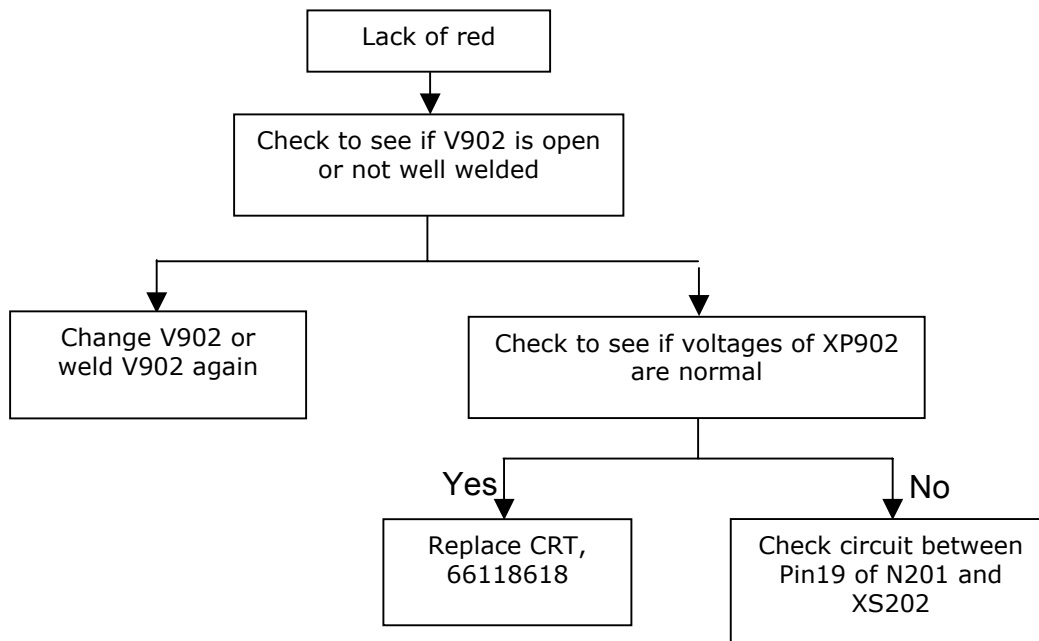 Lack of red
Check to see if V902 is open
or not well welded
Change V902 or
weld V902 again
Check to see if voltages of XP902
are normal
Yes
No
Replace CRT,
66118618
Check circuit between
Pin19 of N201 and
XS202